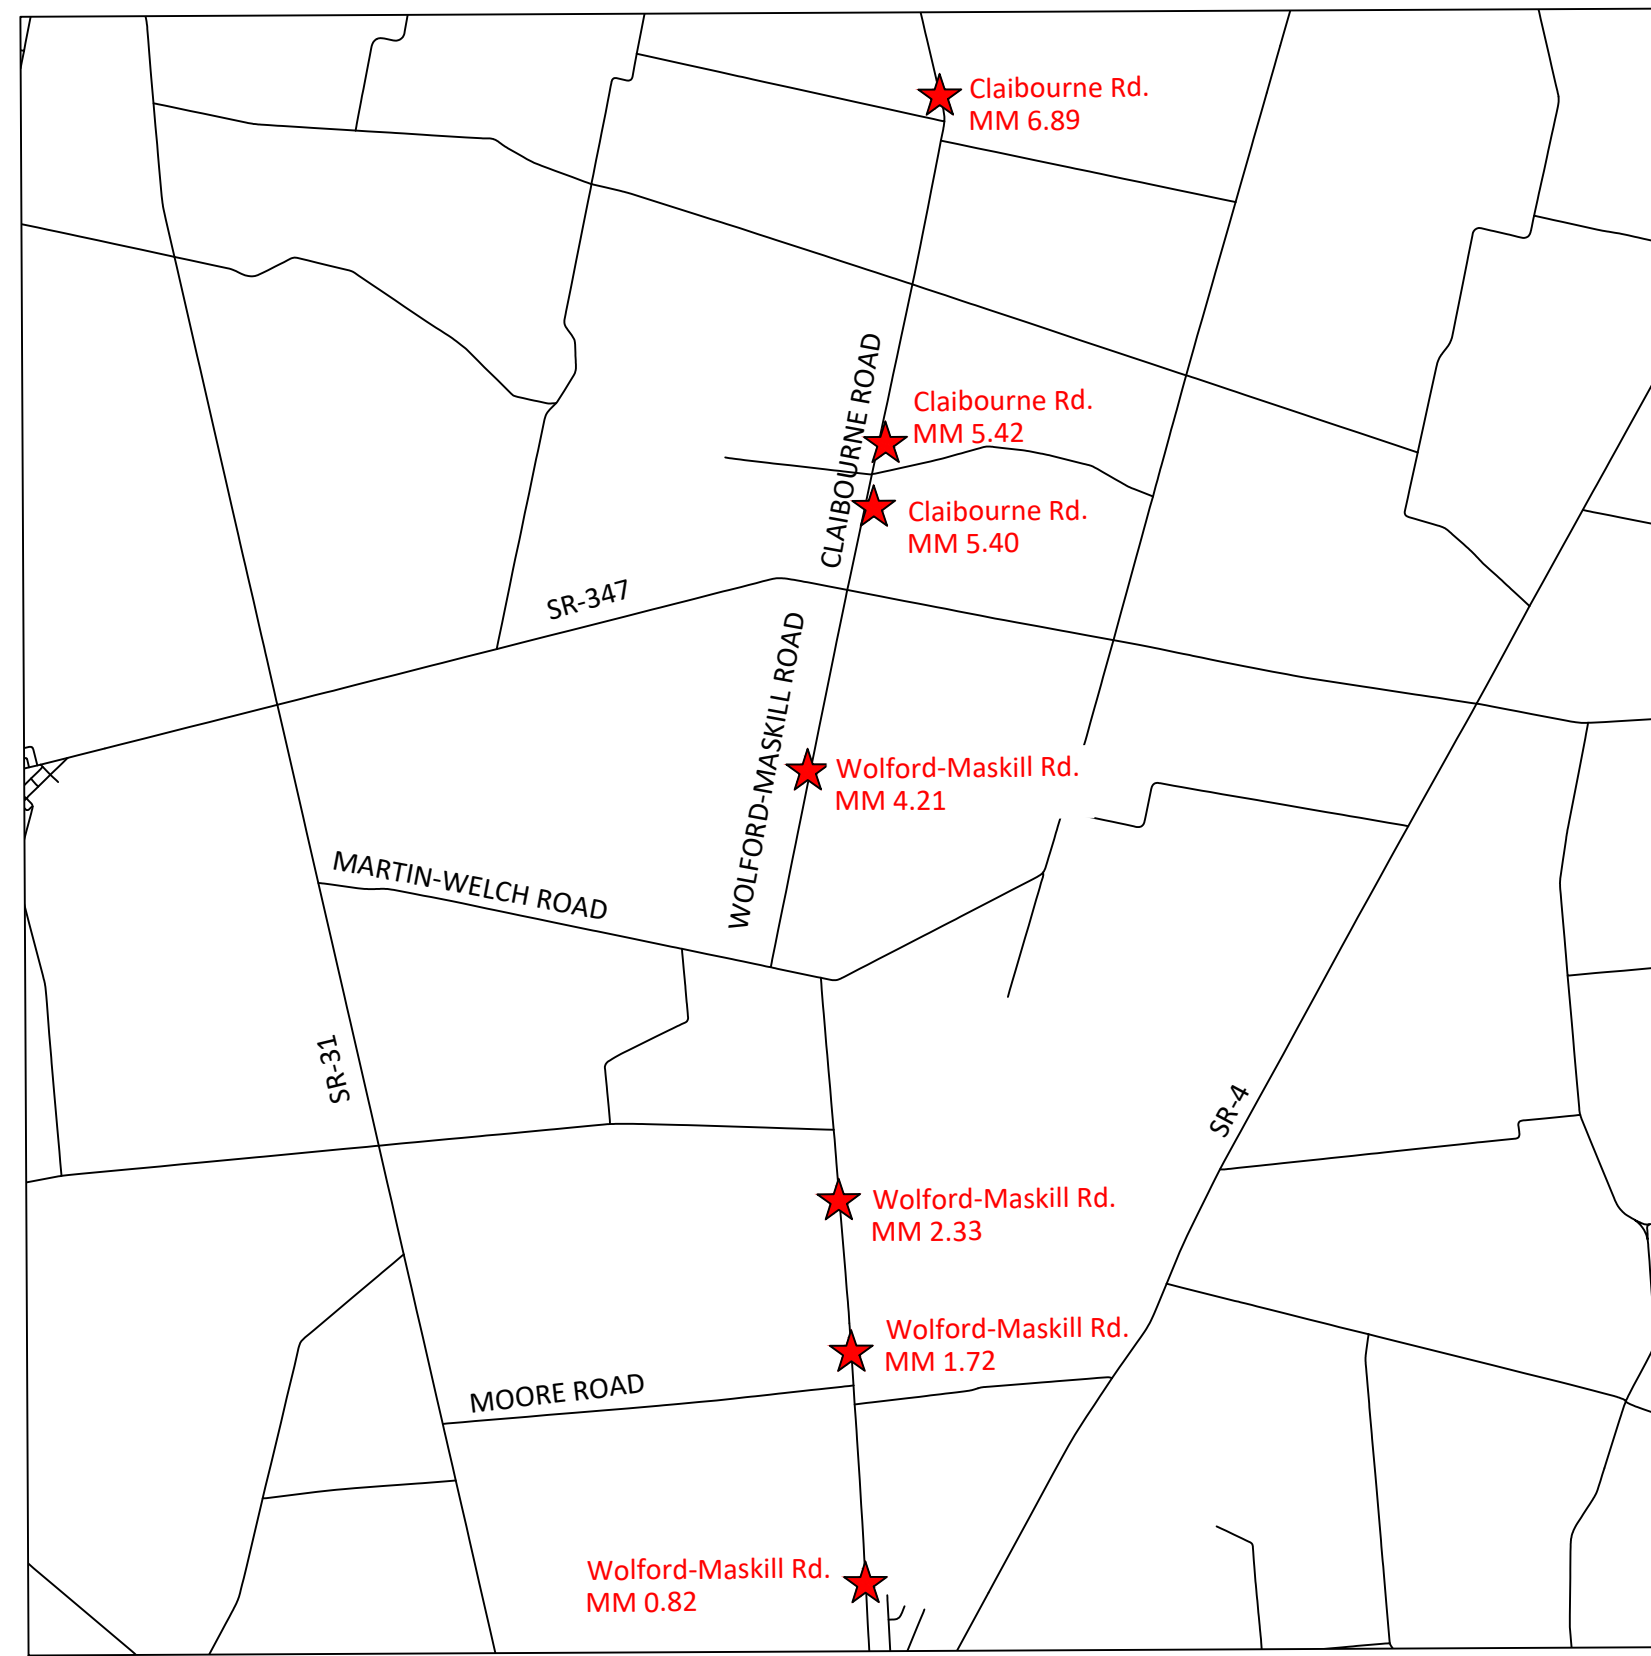 Claibourne Rd.
MM 6.89
CLAIBOURNE ROAD
Claibourne Rd.
MM 5.42
Claibourne Rd.
MM 5.40
SR-347
WOLFORD-MASKILL ROAD
Wolford-Maskill Rd.
MM 4.21
MARTIN-WELCH ROAD
SR-31
SR-4
Wolford-Maskill Rd.
MM 2.33
Wolford-Maskill Rd.
MM 1.72
MOORE ROAD
Wolford-Maskill Rd.
MM 0.82